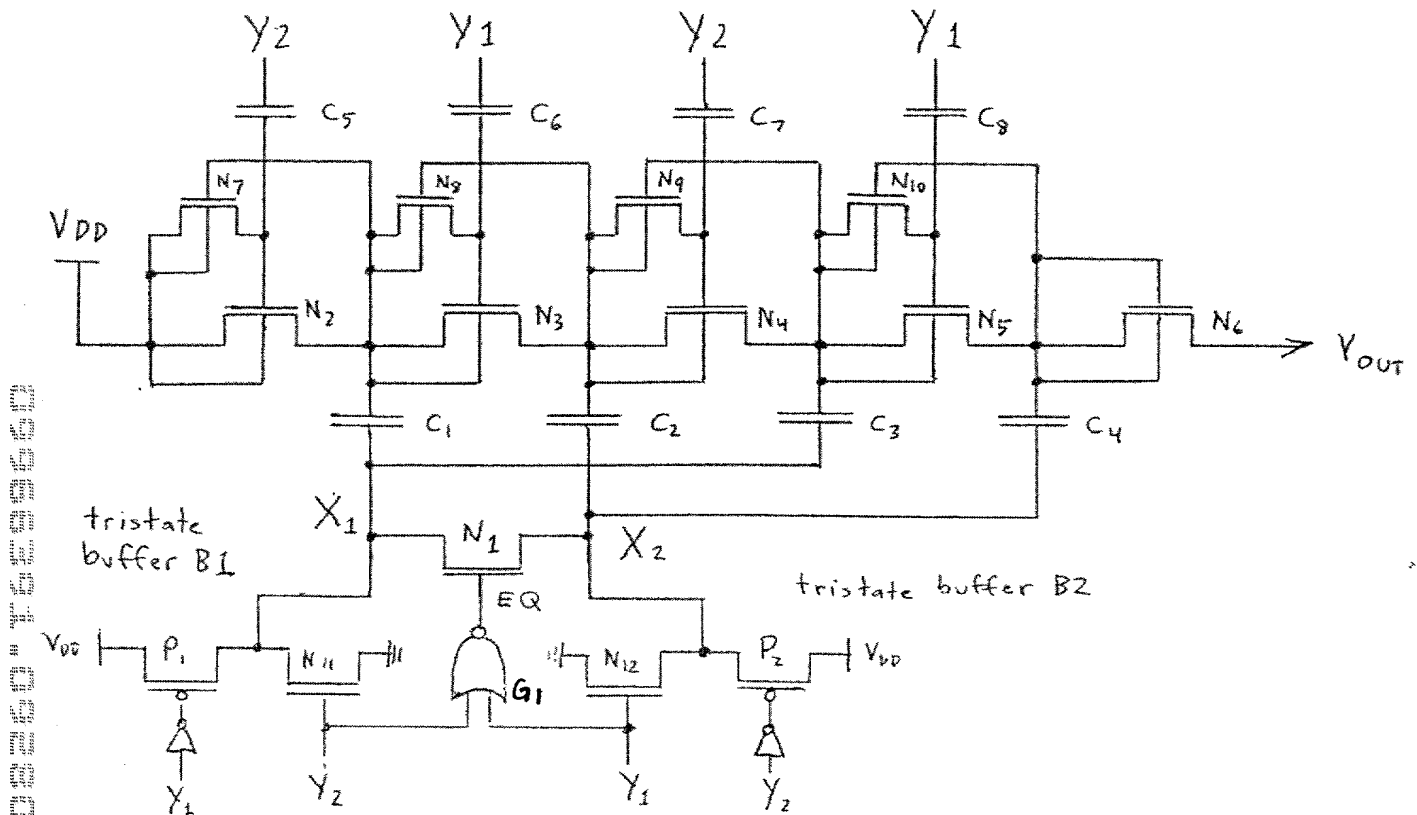 Y2 Y1 Y2 Y1
C5 C6 C7 C8
N7 N8 N9 N10
VDD
N2 N3 N4 N5 N6
VOUT
C1 C2 C3 C4
X1 N1 X2
tristate
buffer B1
tristate buffer B2
EQ
VDD P1 N11 G1 N12 P2 VDD
Y1 Y2 Y1 Y2